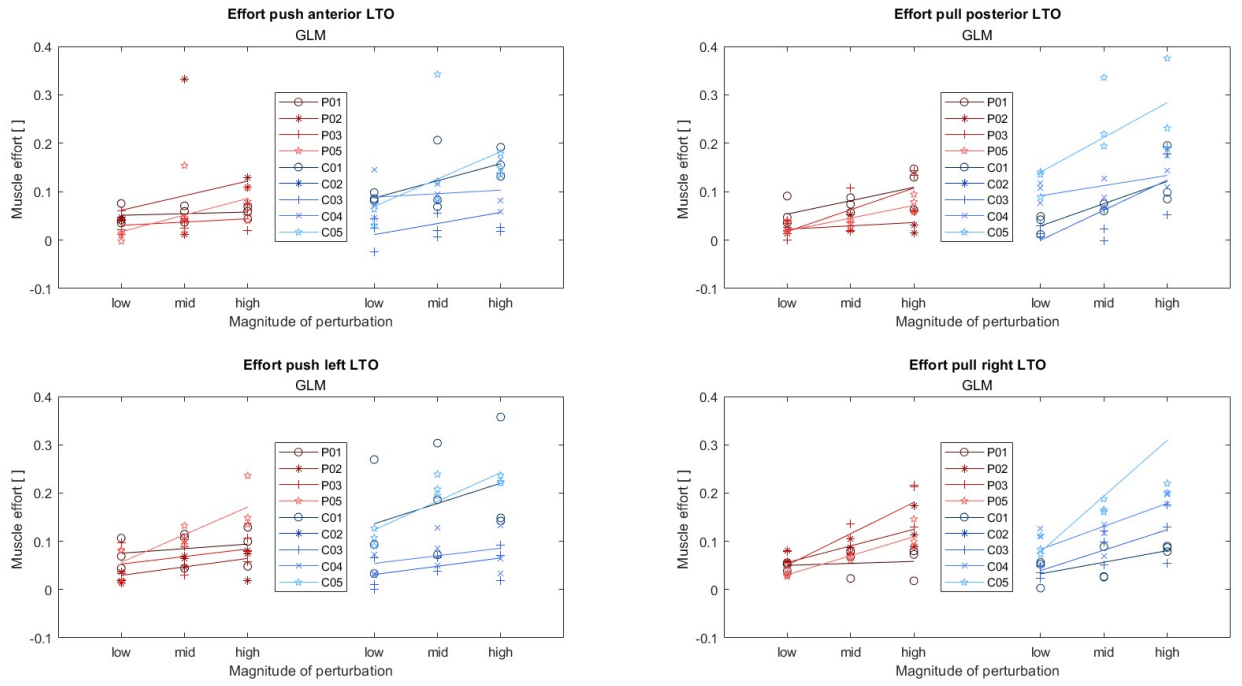 Effort push anterior LTO
GLM
0.4
0.3
0.2
0.1
0
-0.1
Muscle effort [ ]
P01
P02
P03
P05
C01
C02
C03
C04
C05
low mid high low mid high
Magnitude of perturbation
Effort pull posterior LTO
GLM
0.4
0.3
0.2
0.1
0
-0.1
Muscle effort [ ]
P01
P02
P03
P05
C01
C02
C03
C04
C05
low mid high low mid high
Magnitude of perturbation
Effort push left LTO
GLM
0.4
0.3
0.2
0.1
0
-0.1
Muscle effort [ ]
P01
P02
P03
P05
C01
C02
C03
C04
C05
low mid high low mid high
Magnitude of perturbation
Effort pull right LTO
GLM
0.4
0.3
0.2
0.1
0
-0.1
Muscle effort [ ]
P01
P02
P03
P05
C01
C02
C03
C04
C05
low mid high low mid high
Magnitude of perturbation